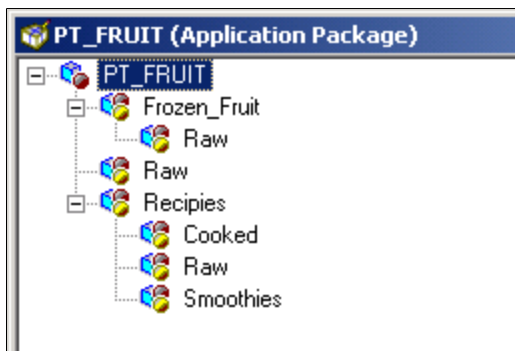 PT_FRUIT (Application Package)
PT_FRUIT
Frozen_Fruit
Raw
Raw
Recipies
Cooked
Raw
Smoothies